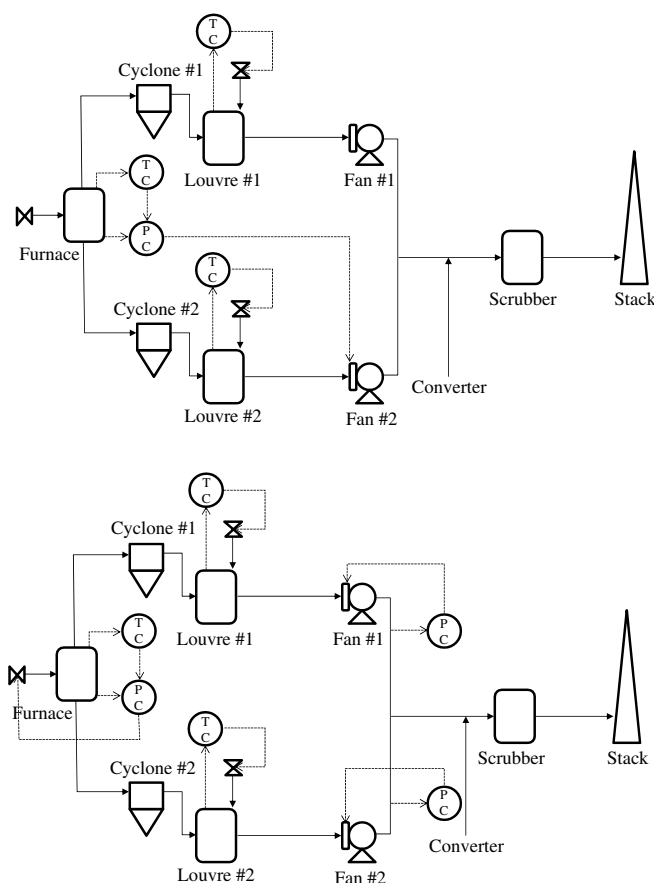 T
C
Cyclone #1
Louvre #1
Fan #1
T
C
P
C
Furnace
T
C
Cyclone #2
Louvre #2
Fan #2
Converter
Scrubber
Stack
T
C
Cyclone #1
Louvre #1
Fan #1
P
C
T
C
P
C
Furnace
T
C
Cyclone #2
Louvre #2
Fan #2
P
C
Converter
Scrubber
Stack